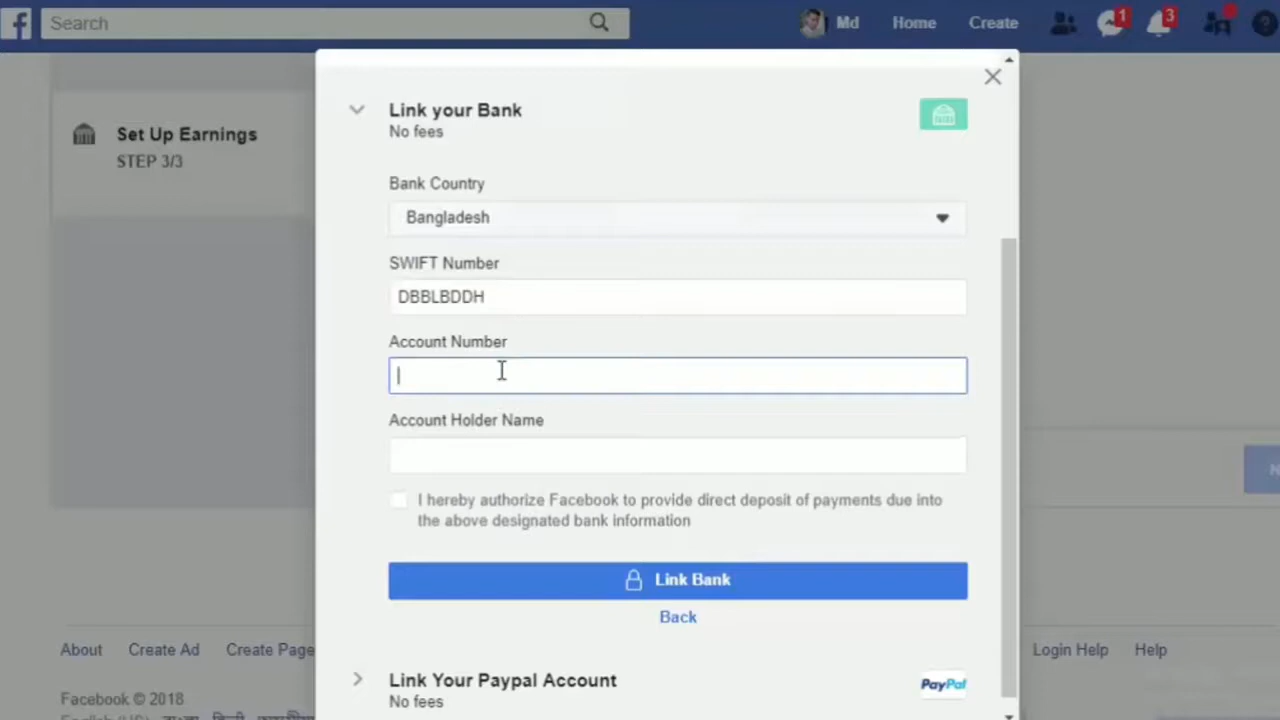 Search
Md
Home
Create
1
3
Link your Bank
No fees
Set Up Earnings
STEP 3/3
Bank Country
Bangladesh
SWIFT Number
DBBLBDDH
Account Number
Account Holder Name
I hereby authorize Facebook to provide direct deposit of payments due into
the above designated bank information
Link Bank
Back
About
Create Ad
Create Page
Login Help
Help
Link Your Paypal Account
PayPal
No fees
Facebook © 2018
English (US)